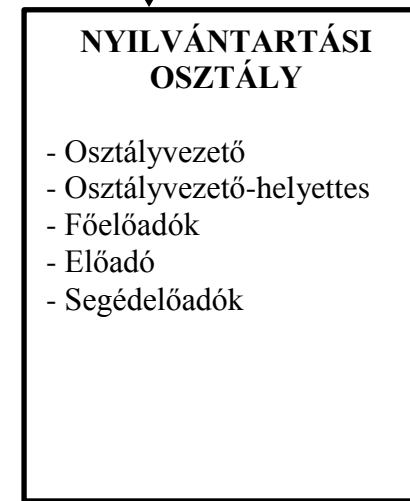 NYILVÁNTARTÁSI
OSZTÁLY
- Osztályvezető
- Osztályvezető-helyettes
- Főelőadók
- Előadó
- Segédelőadók